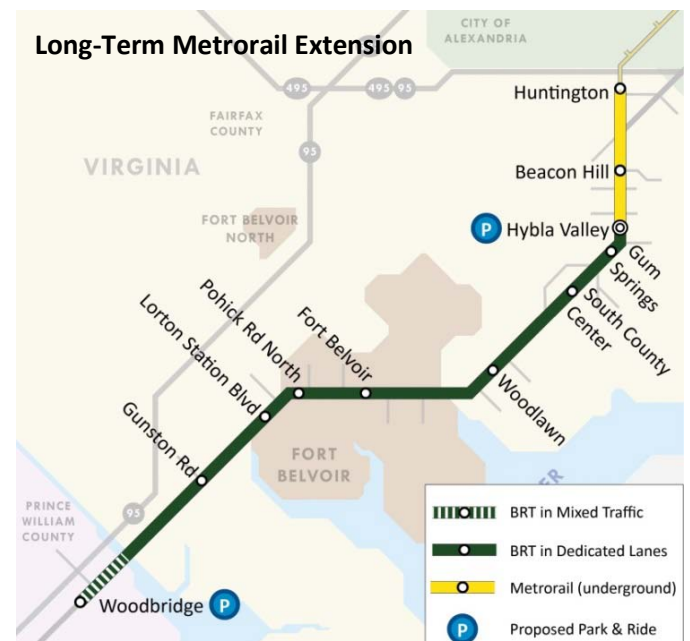 Long-Term Metrorail Extension
CITY OF
ALEXANDRIA
495
495
95
Huntington
FAIRFAX
COUNTY
95
VIRGINIA
Beacon Hill
FORT BELVOIR
NORTH
P
Hybla Valley
Gum
Springs
South County
Center
Pohick Rd North
Fort Belvoir
Lorton Station Blvd
Woodlawn
Gunston Rd
FORT
BELVOIR
PRINCE
WILLIAM
COUNTY
95
Woodbridge P
BRT in Mixed Traffic
BRT in Dedicated Lanes
Metrorail (underground)
P Proposed Park & Ride